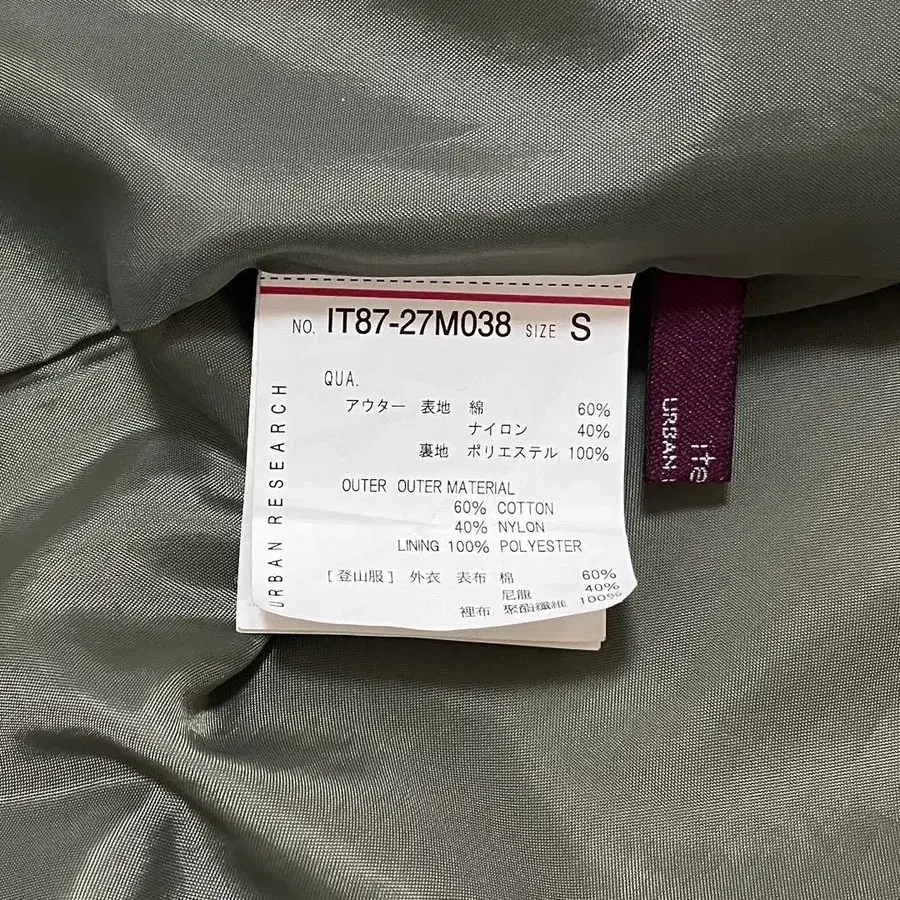 NO. IT87-27M038 SIZE S
URBAN RESEARCH
QUA.
アウター 表地 綿 60%
ナイロン 40%
裏地 ポリエステル 100%
OUTER OUTER MATERIAL
60% COTTON
40% NYLON
LINING 100% POLYESTER
[登山服] 外衣 表布 棉 60%
尼龍 40%
裡布 聚酯纖維 100%
ite
URBAN